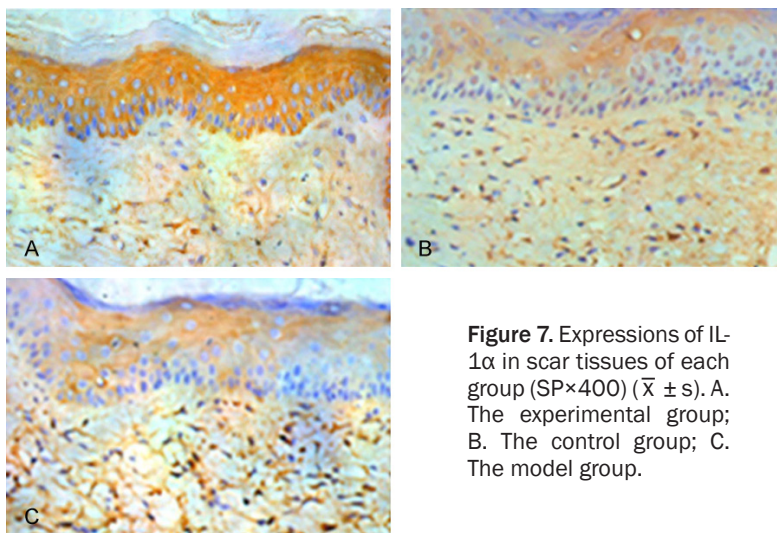 A
B
C
Figure 7. Expressions of IL-
1α in scar tissues of each
group (SP×400) (x̅ ± s). A.
The experimental group;
B. The control group; C.
The model group.